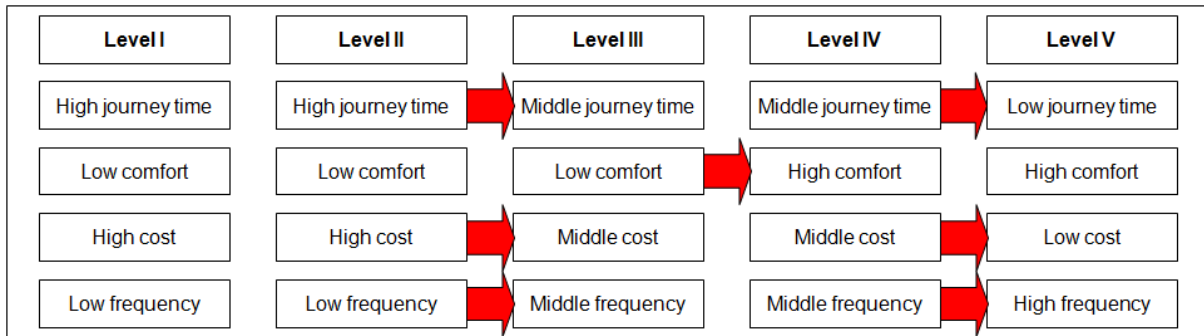 Level I
Level II
Level III
Level IV
Level V
High journey time
High journey time
Middle journey time
Middle journey time
Low journey time
Low comfort
Low comfort
Low comfort
High comfort
High comfort
High cost
High cost
Middle cost
Middle cost
Low cost
Low frequency
Low frequency
Middle frequency
Middle frequency
High frequency